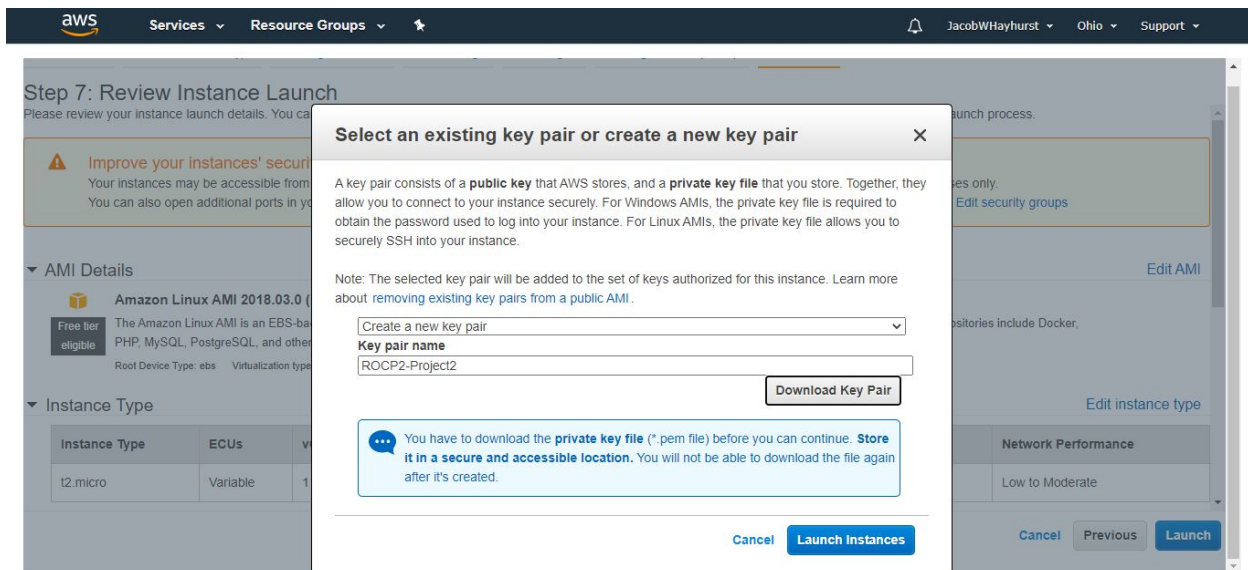 aws Services Resource Groups JacobWHayhurst Ohio Support
Step 7: Review Instance Launch
Please review your instance launch details. You ca
aunch process.
Improve your instances' securi
Your instances may be accessible from
ses only.
You can also open additional ports in yo
Edit security groups
AMI Details
Edit AMI
Amazon Linux AMI 2018.03.0 (
Free tier
eligible
The Amazon Linux AMI is an EBS-ba
ositories include Docker,
PHP, MySQL, PostgreSQL, and other
Root Device Type: ebs Virtualization type
Instance Type
Edit instance type
Instance Type ECUs Network Performance
t2.micro Variable 1 Low to Moderate
Cancel Previous Launch
Select an existing key pair or create a new key pair
A key pair consists of a public key that AWS stores, and a private key file that you store. Together, they
allow you to connect to your instance securely. For Windows AMIs, the private key file is required to
obtain the password used to log into your instance. For Linux AMIs, the private key file allows you to
securely SSH into your instance.
Note: The selected key pair will be added to the set of keys authorized for this instance. Learn more
about removing existing key pairs from a public AMI.
Create a new key pair
Key pair name
ROCP2-Project2
Download Key Pair
You have to download the private key file (*.pem file) before you can continue. Store
it in a secure and accessible location. You will not be able to download the file again
after it's created.
Cancel Launch Instances